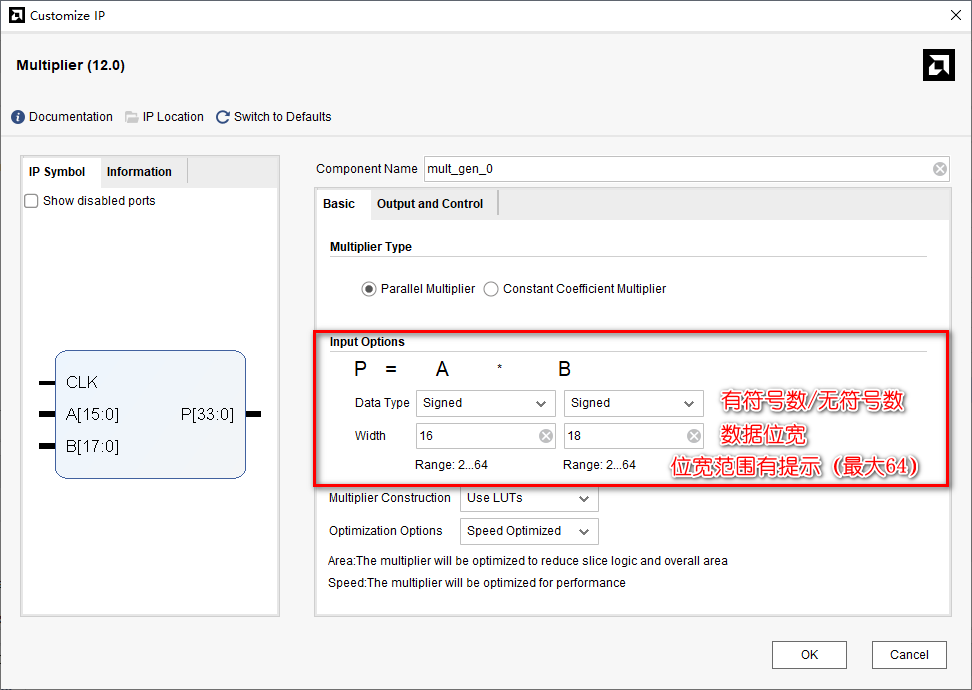 Customize IP
Multiplier (12.0)
Documentation IP Location Switch to Defaults
IP Symbol Information
Show disabled ports
CLK
A[15:0] P[33:0]
B[17:0]
Component Name mult_gen_0
Basic Output and Control
Multiplier Type
Parallel Multiplier Constant Coefficient Multiplier
Input Options
P = A * B
Data Type Signed Signed 有符号数/无符号数
Width 16 18 数据位宽
Range: 2...64 Range: 2...64 位宽范围有提示（最大64）
Multiplier Construction Use LUTs
Optimization Options Speed Optimized
Area:The multiplier will be optimized to reduce slice logic and overall area
Speed:The multiplier will be optimized for performance
OK Cancel